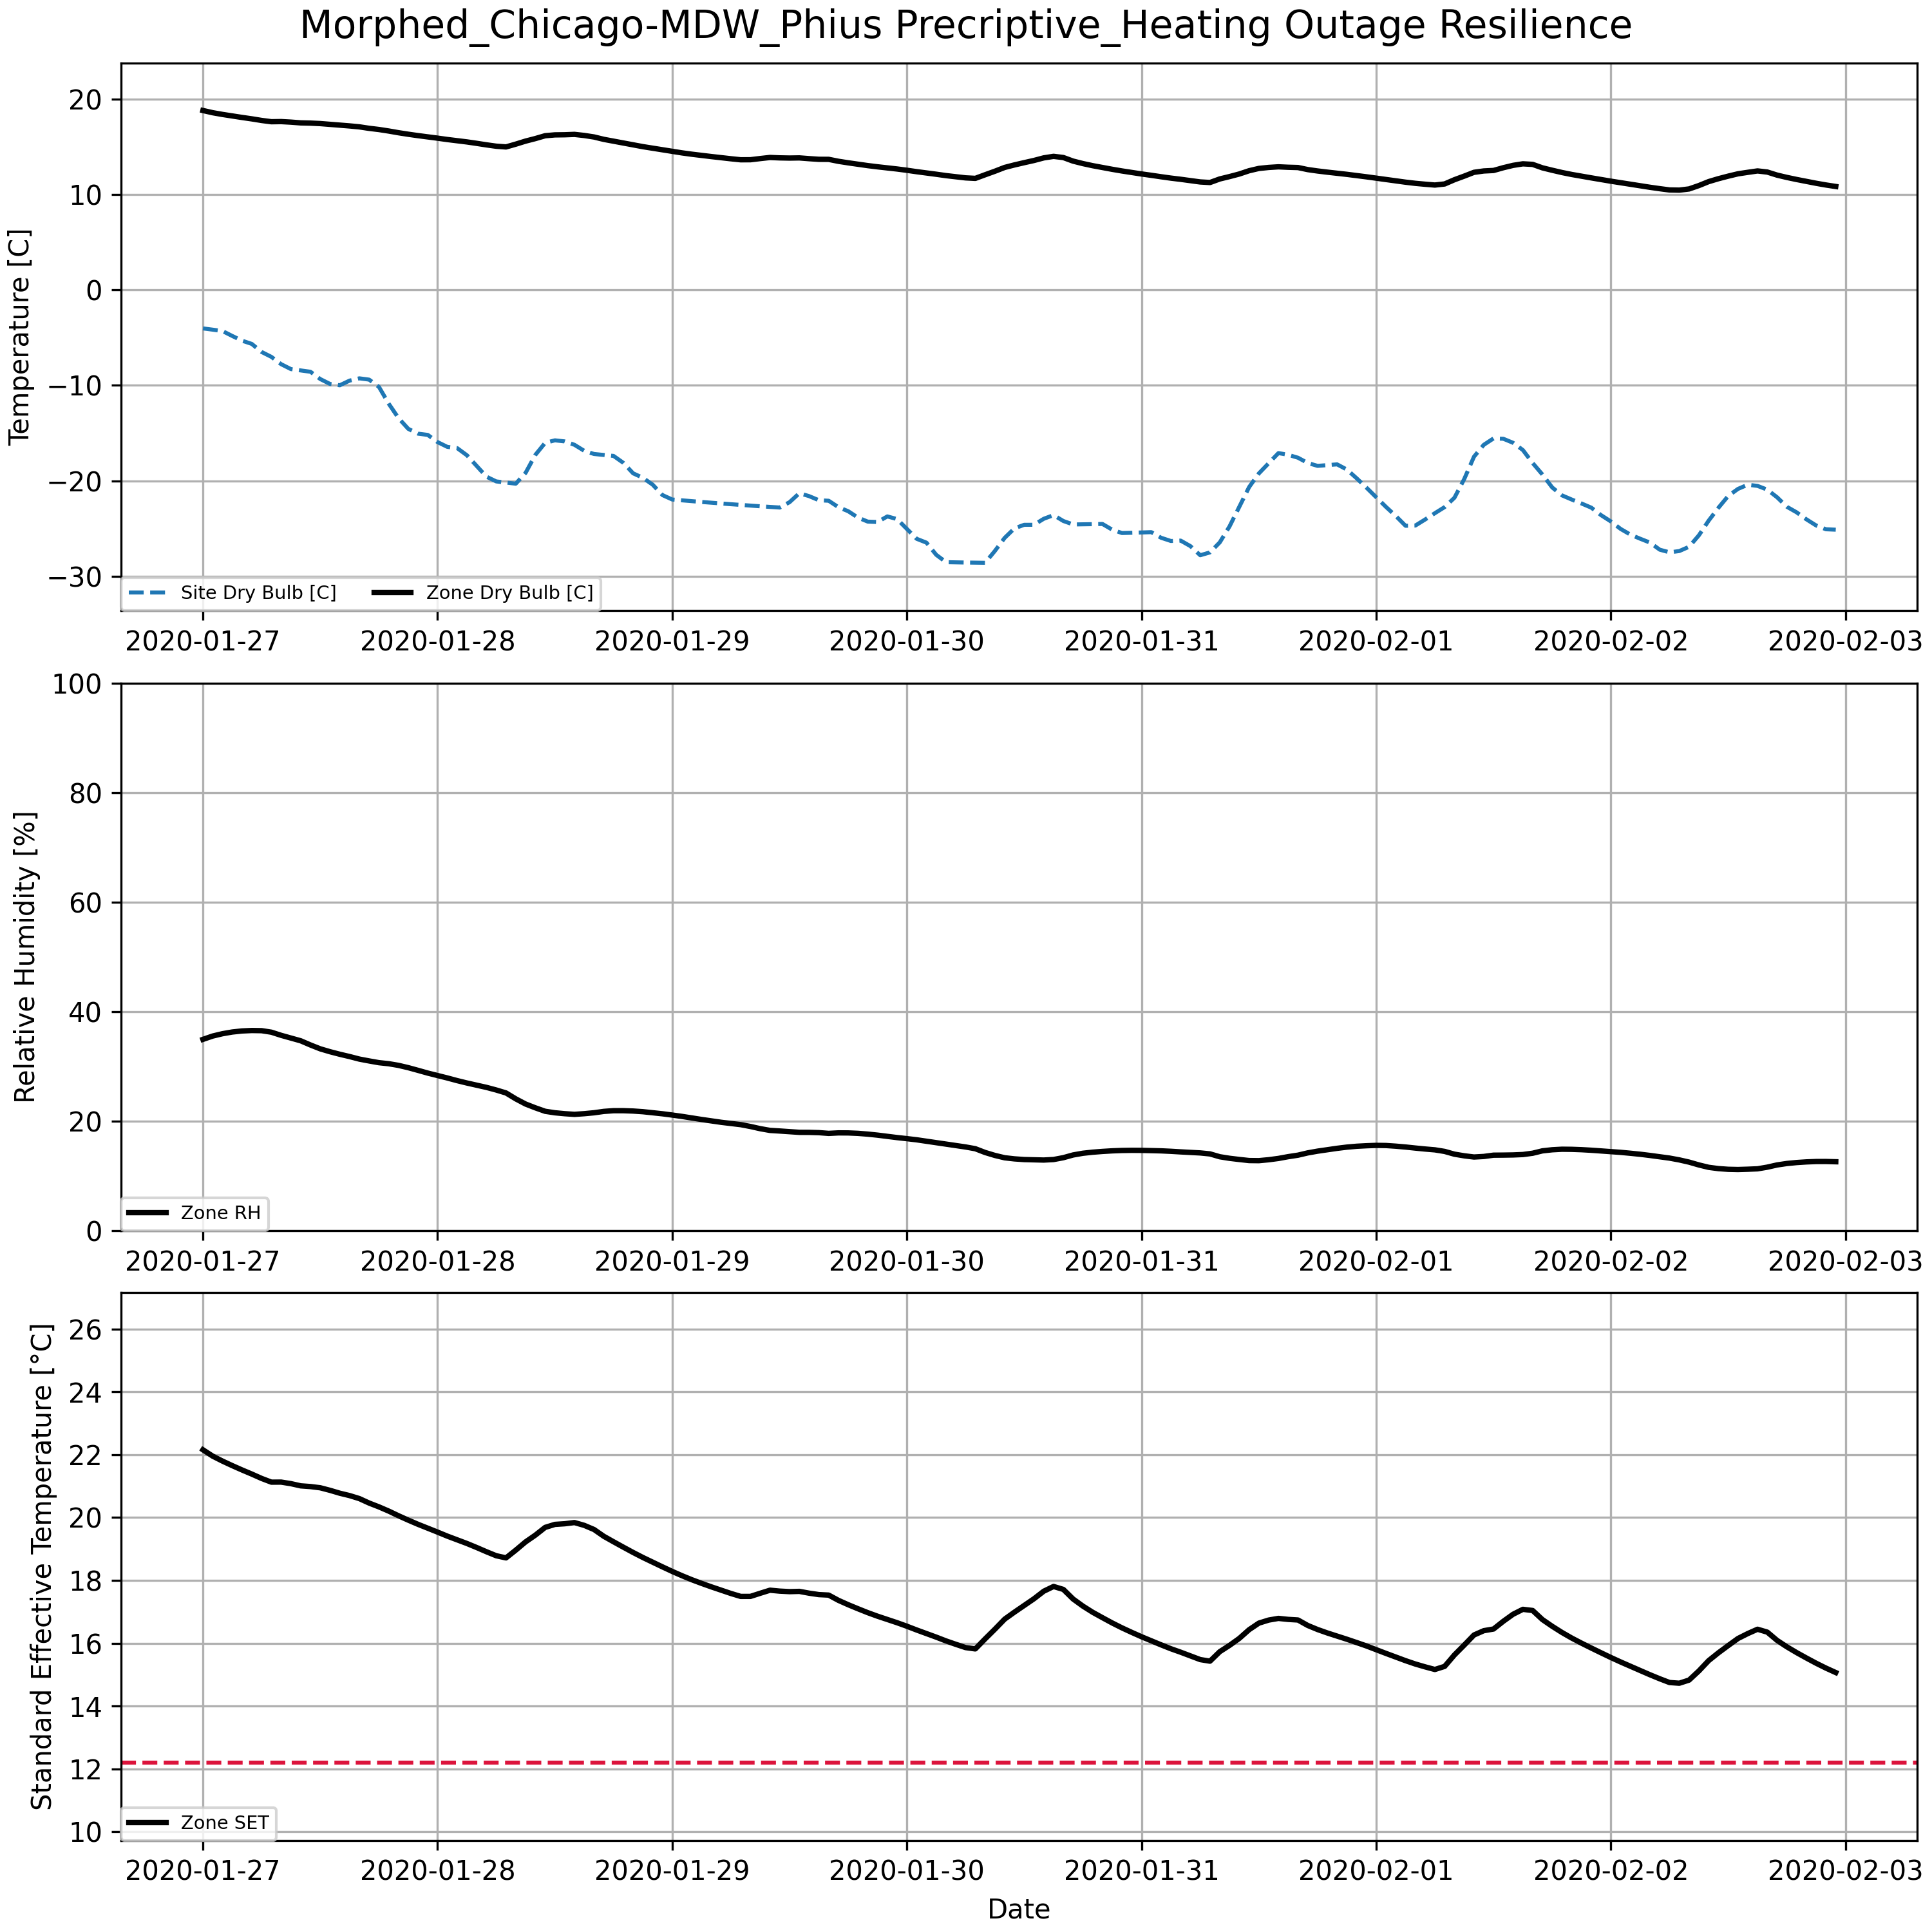 Morphed_Chicago-MDW_Phius Precriptive_Heating Outage Resilience
Temperature [C]
20
10
0
−10
−20
−30
Site Dry Bulb [C] Zone Dry Bulb [C]
2020-01-27 2020-01-28 2020-01-29 2020-01-30 2020-01-31 2020-02-01 2020-02-02 2020-02-03
Relative Humidity [%]
100
80
60
40
20
0
Zone RH
2020-01-27 2020-01-28 2020-01-29 2020-01-30 2020-01-31 2020-02-01 2020-02-02 2020-02-03
Standard Effective Temperature [°C]
26
24
22
20
18
16
14
12
10
Zone SET
2020-01-27 2020-01-28 2020-01-29 2020-01-30 2020-01-31 2020-02-01 2020-02-02 2020-02-03
Date